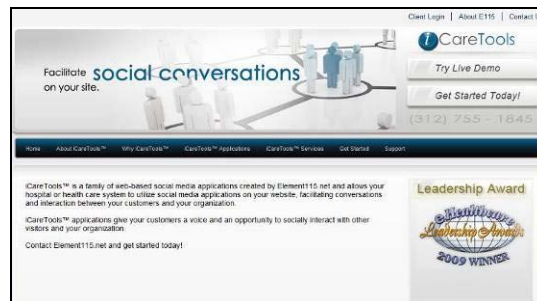 Client Login | About E115 | Contact U
iCareTools
Facilitate social conversations
on your site.
Try Live Demo
Get Started Today!
(312) 755 - 1845
Home About iCareTools™ Why iCareTools™ iCareTools™ Applications iCareTools™ Services Get Started Support
iCareTools™ is a family of web-based social media applications created by Element115.net and allows your
hospital or health care system to utilize social media applications on your website, facilitating conversations
and interaction between your customers and your organization.
iCareTools™ applications give your customers a voice and an opportunity to socially interact with other
visitors and your organization.
Contact Element115.net and get started today!
Leadership Award
eHealthcare
Leadership Awards
2009 WINNER